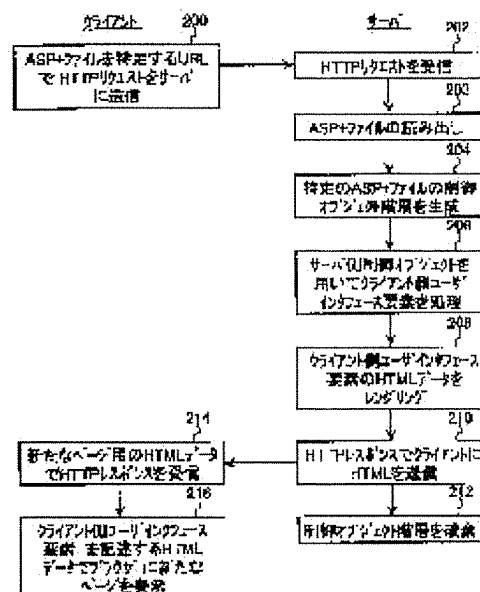 クライアント
200
ASP+ファイルを特定するURL
でHTTPリクエストをサーバ
に送信
サーバ
202
HTTPリクエストを受信
203
ASP+ファイルの読み出し
204
特定のASP+ファイルの制御
オブジェクト階層を生成
206
サーバ側制御オブジェクトを
用いてクライアント側ユーザ
インタフェース要素を処理
208
クライアント側ユーザインタフェース
要素のHTMLデータを
レンダリング
210
HTTPレスポンスでクライアントに
HTMLを送信
212
制御オブジェクト階層を破棄
214
新たなページ用のHTMLデータ
でHTTPレスポンスを受信
216
クライアント側ユーザインタフェース
要素を記述するHTML
データでブラウザに新たな
ページを表示